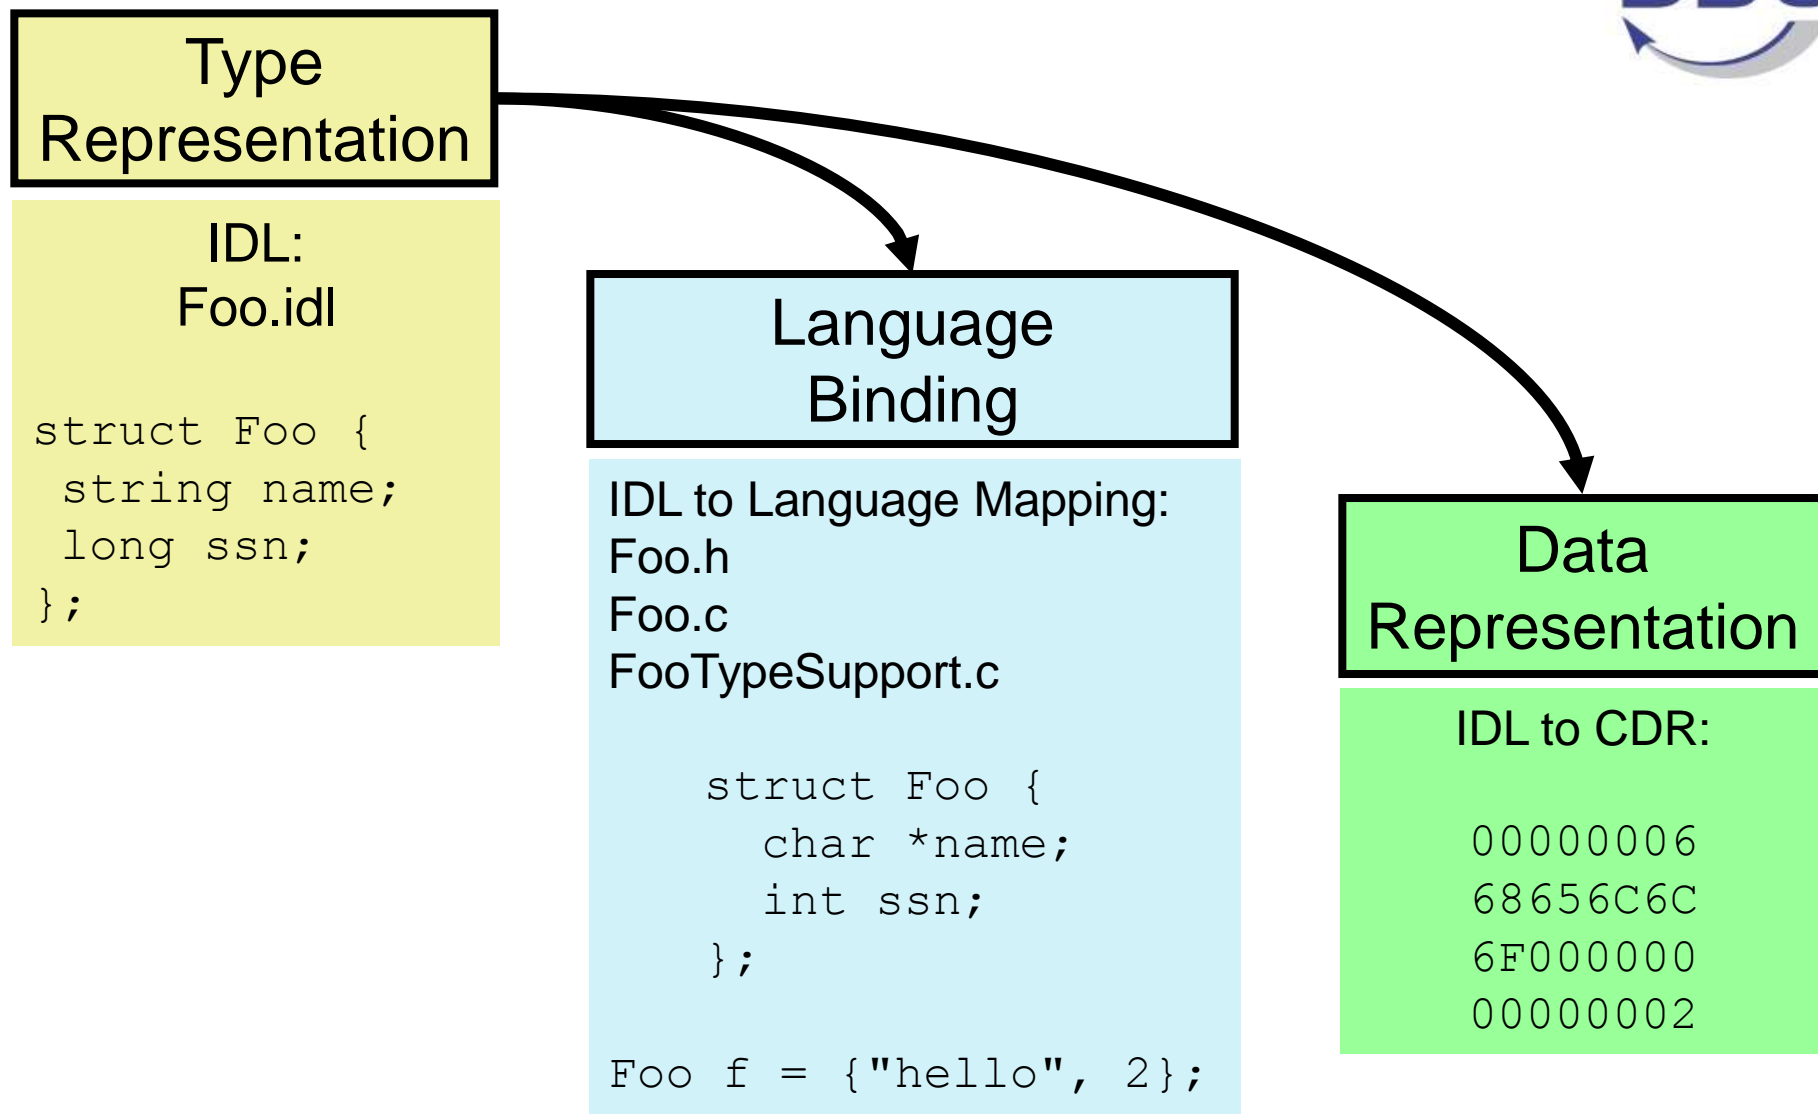 Type
Representation
IDL:
Foo.idl
struct Foo {
 string name;
 long ssn;
};
Language
Binding
IDL to Language Mapping:
Foo.h
Foo.c
FooTypeSupport.c
struct Foo {
  char *name;
  int ssn;
};
Foo f = {"hello", 2};
Data
Representation
IDL to CDR:
00000006
68656C6C
6F000000
00000002